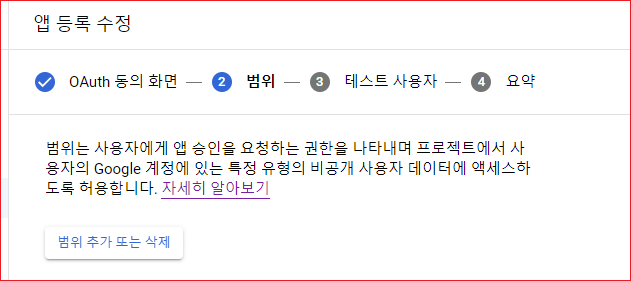 앱 등록 수정
OAuth 동의 화면 — 2 범위 — 3 테스트 사용자 — 4 요약
범위는 사용자에게 앱 승인을 요청하는 권한을 나타내며 프로젝트에서 사
용자의 Google 계정에 있는 특정 유형의 비공개 사용자 데이터에 액세스하
도록 허용합니다. 자세히 알아보기
범위 추가 또는 삭제